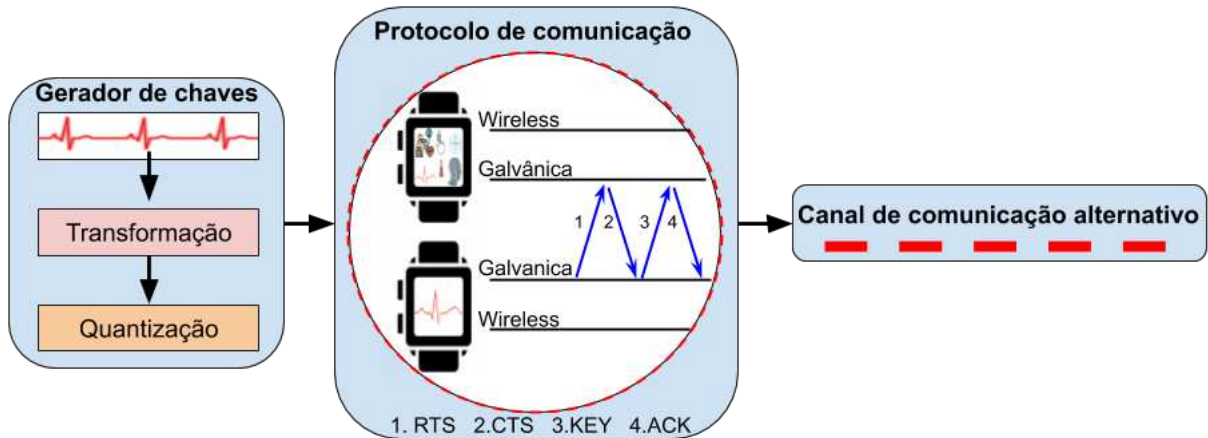 Gerador de chaves
Transformação
Quantização
Protocolo de comunicação
Wireless
Galvânica
1 2 3 4
Galvanica
Wireless
1. RTS 2.CTS 3.KEY 4.ACK
Canal de comunicação alternativo